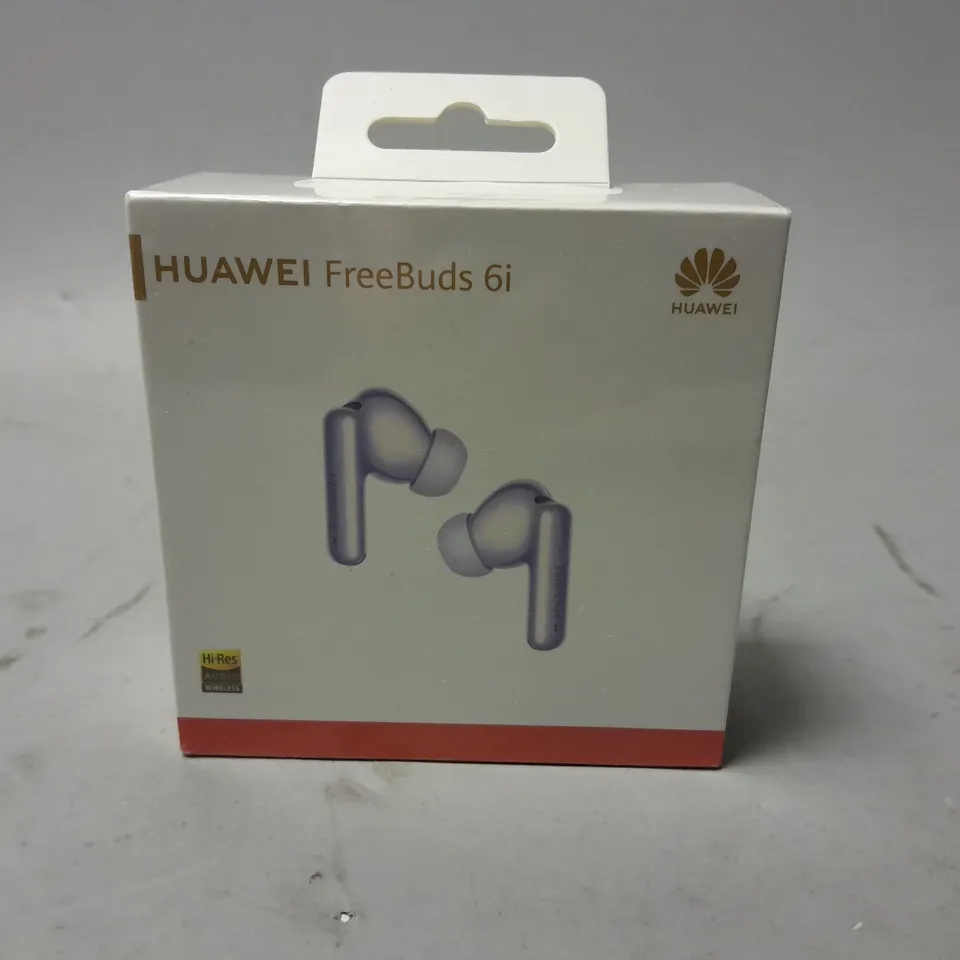 HUAWEI FreeBuds 6i
HUAWEI
Hi-Res
AUDIO
WIRELESS